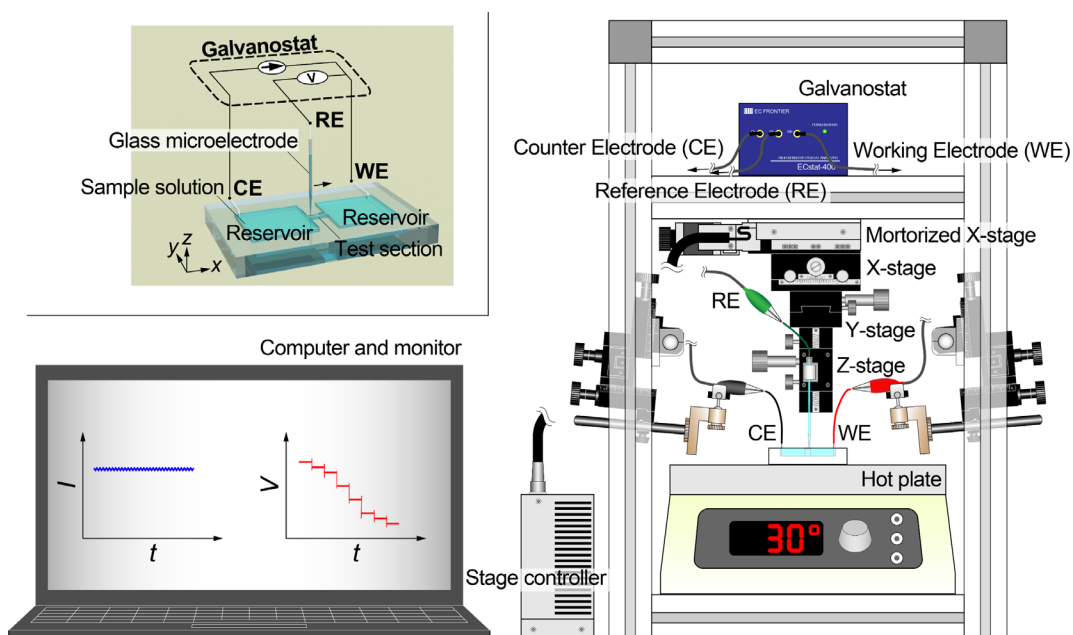 Galvanostat
V
RE
Glass microelectrode
WE
Sample solution
CE
Reservoir
Reservoir
Test section
y
z
x
Computer and monitor
I
t
V
t
Stage controller
Galvanostat
EC FRONTIER
ECstat-400
Counter Electrode (CE)
Working Electrode (WE)
Reference Electrode (RE)
S
Mortorized X-stage
X-stage
RE
Y-stage
Z-stage
CE
WE
Hot plate
30°